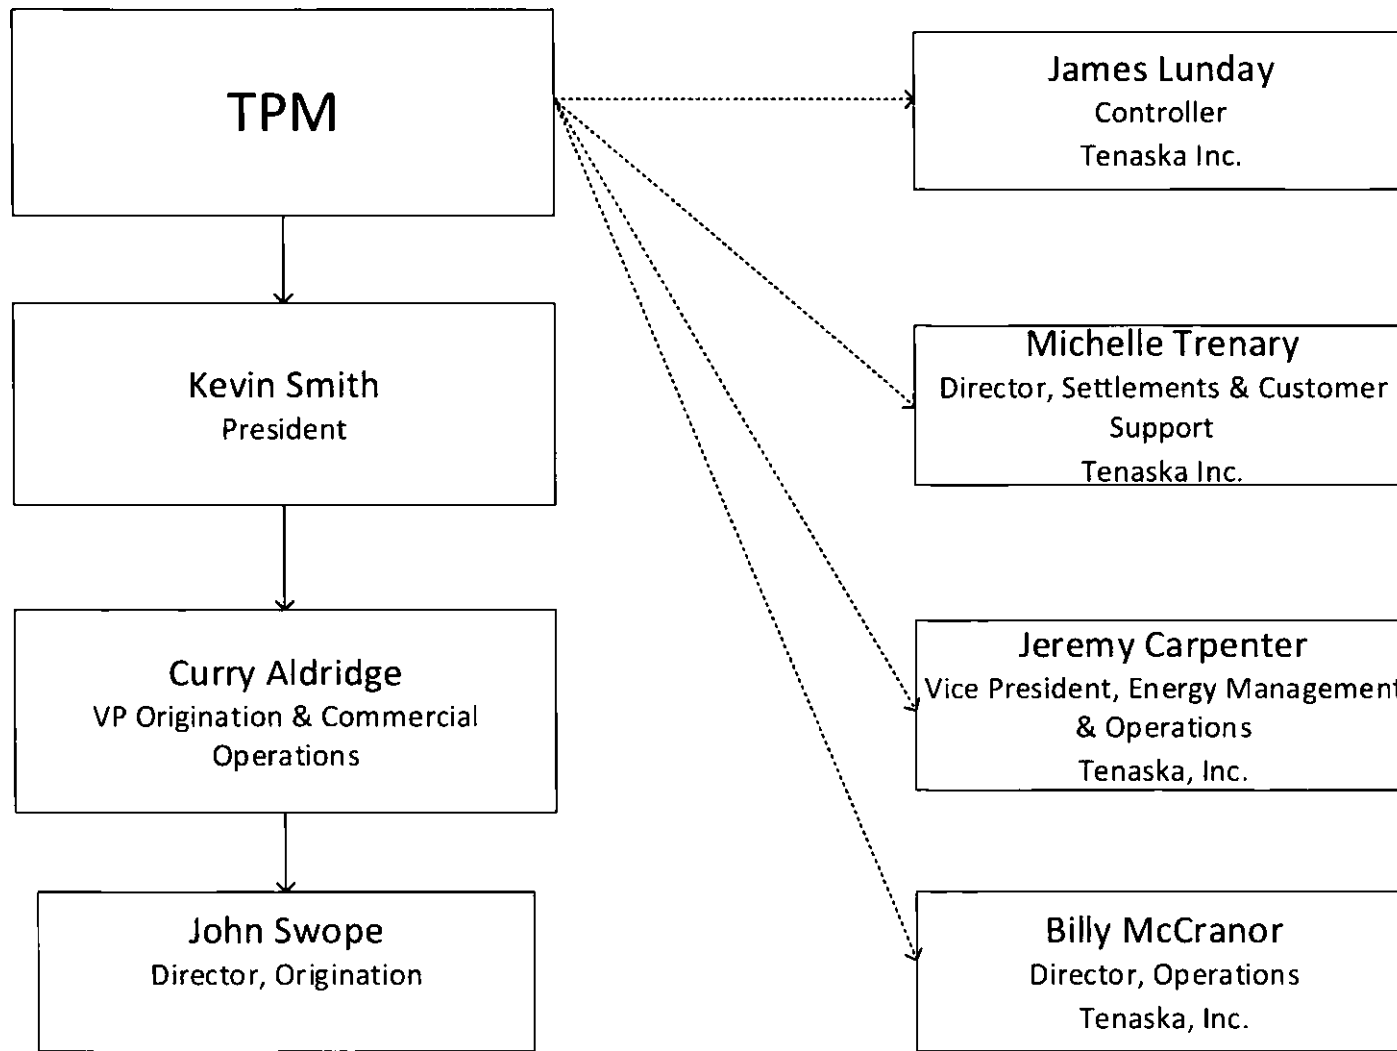 TPM
Kevin Smith
President
Curry Aldridge
VP Origination & Commercial
Operations
John Swope
Director, Origination
James Lunday
Controller
Tenaska Inc.
Michelle Trenary
Director, Settlements & Customer
Support
Tenaska Inc.
Jeremy Carpenter
Vice President, Energy Management
& Operations
Tenaska, Inc.
Billy McCranor
Director, Operations
Tenaska, Inc.